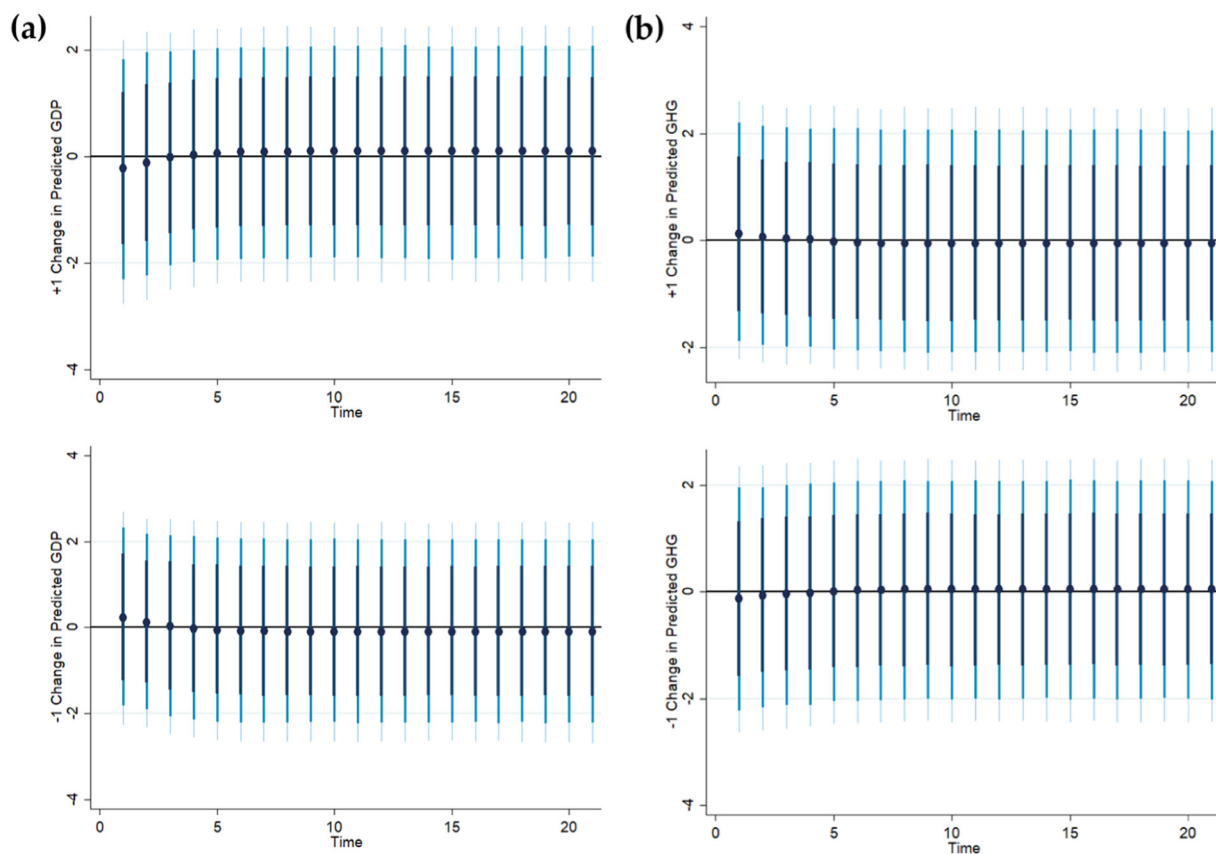 (a)
+1 Change in Predicted GDP
2
0
-2
-4
0 5 10 15 20
Time
(b)
+1 Change in Predicted GHG
4
2
0
-2
0 5 10 15 20
Time
-1 Change in Predicted GDP
4
2
0
-2
-4
0 5 10 15 20
Time
-1 Change in Predicted GHG
4
2
0
-2
-4
0 5 10 15 20
Time